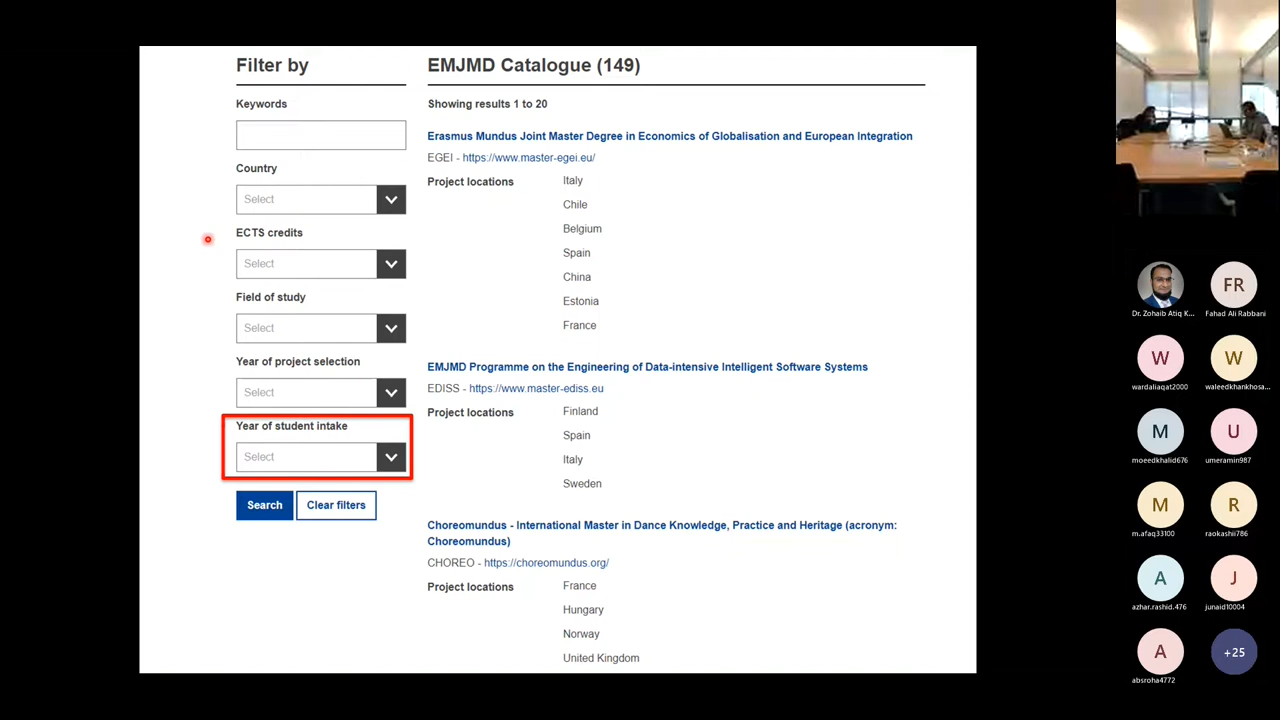 Filter by
Keywords
Country
Select
ECTS credits
Select
Field of study
Select
Year of project selection
Select
Year of student intake
Select
Search
Clear filters
EMJMD Catalogue (149)
Showing results 1 to 20
Erasmus Mundus Joint Master Degree in Economics of Globalisation and European Integration
EGEI - https://www.master-egei.eu/
Project locations
Italy
Chile
Belgium
Spain
China
Estonia
France
EMJMD Programme on the Engineering of Data-intensive Intelligent Software Systems
EDISS - https://www.master-ediss.eu
Project locations
Finland
Spain
Italy
Sweden
Choreomundus - International Master in Dance Knowledge, Practice and Heritage (acronym:
Choreomundus)
CHOREO - https://choreomundus.org/
Project locations
France
Hungary
Norway
United Kingdom
Dr. Zohaib Atiq K...
FR
Fahad Ali Rabbani
W
wardaliaqat2000
W
waleedkhankhosa...
M
moeedkhalid676
U
umeramin987
M
m.afaq33100
R
raokashii786
A
azhar.rashid.476
J
junaid10004
A
absroha4772
+25